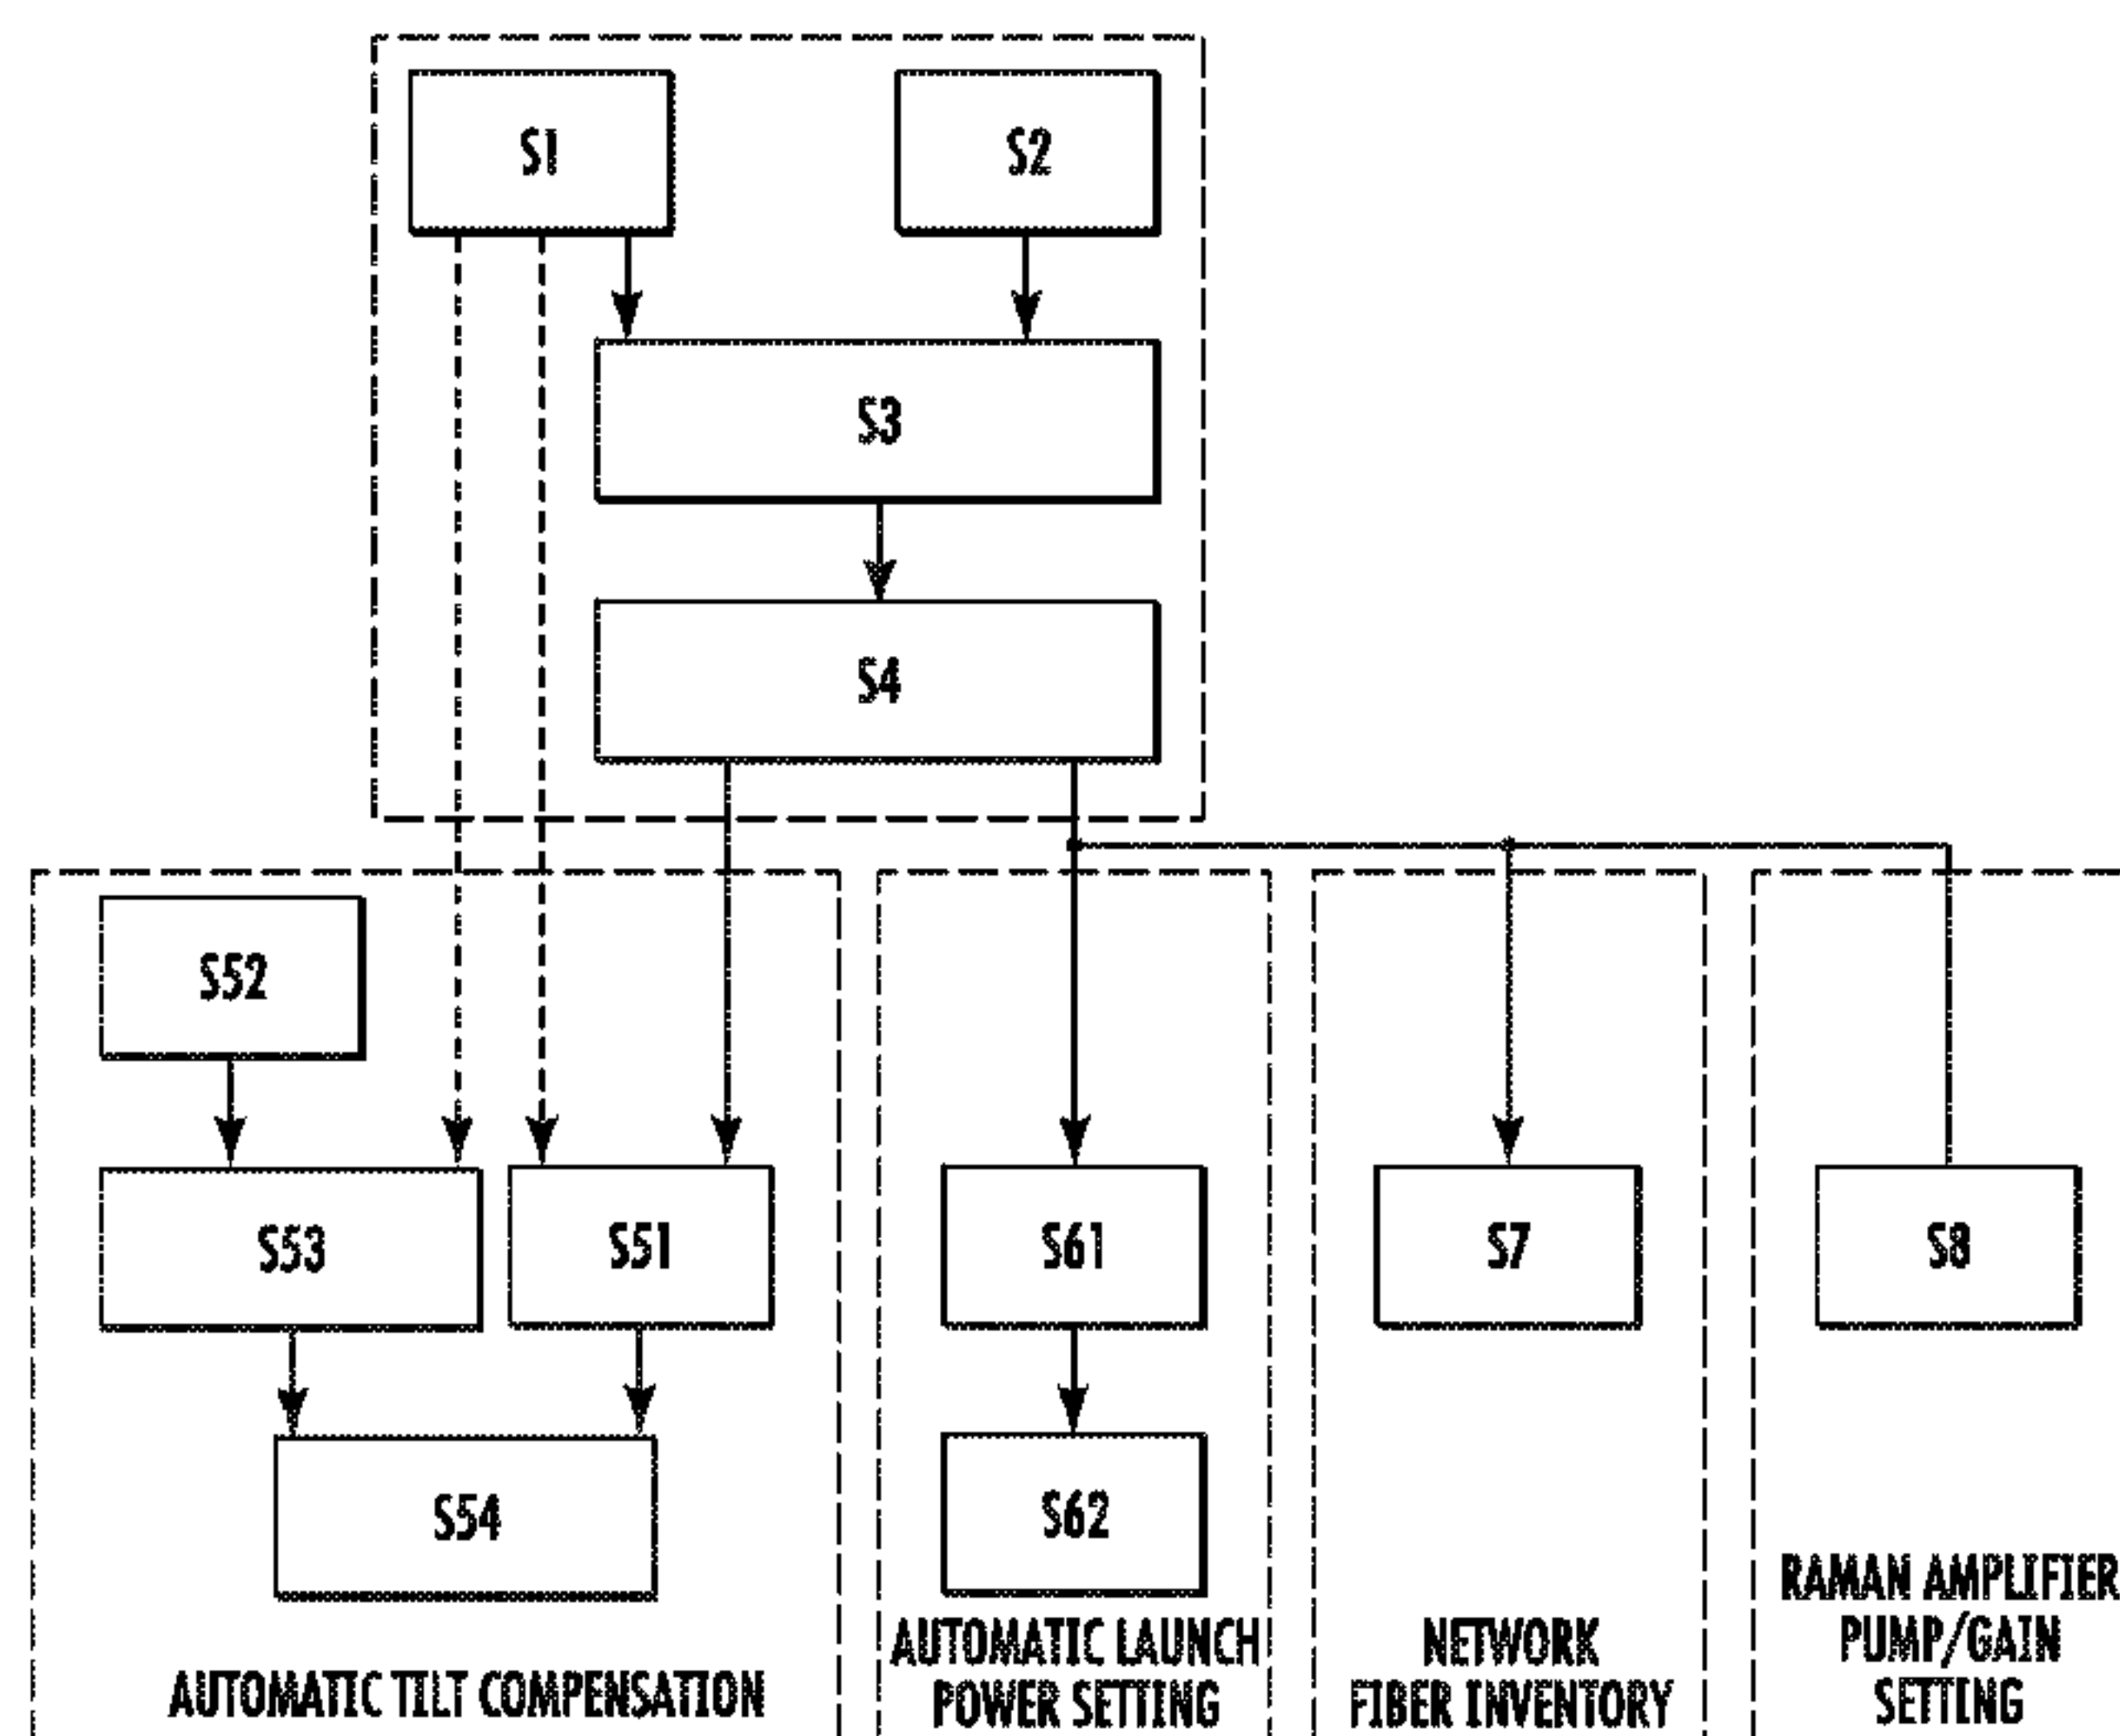 S1
S2
S3
S4
S52
S53
S51
S61
S7
S8
S54
S62
AUTOMATIC TILT COMPENSATION
AUTOMATIC LAUNCH
POWER SETTING
NETWORK
FIBER INVENTORY
RAMAN AMPLIFIER
PUMP/GAIN
SETTING